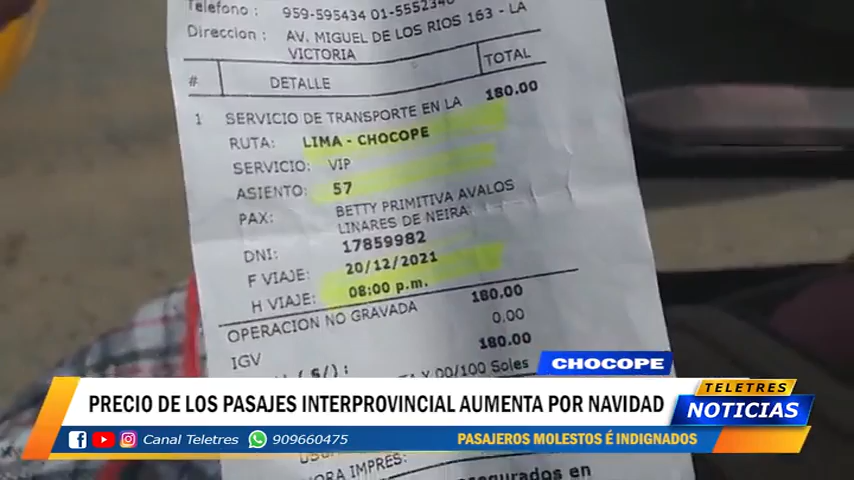 Telefono : 959-595434 01-5552340
Direccion : AV. MIGUEL DE LOS RIOS 163 - LA
VICTORIA
# DETALLE TOTAL
1 SERVICIO DE TRANSPORTE EN LA 180.00
RUTA: LIMA - CHOCOPE
SERVICIO: VIP
ASIENTO: 57
PAX: BETTY PRIMITIVA AVALOS
LINARES DE NEIRA
DNI: 17859982
F VIAJE: 20/12/2021
H VIAJE: 08:00 p.m.
OPERACION NO GRAVADA 180.00
IGV 0.00
(S/): 180.00
Y 00/100 Soles
CHOCOPE
PRECIO DE LOS PASAJES INTERPROVINCIAL AUMENTA POR NAVIDAD
TELETRES
NOTICIAS
Canal Teletres 909660475
PASAJEROS MOLESTOS É INDIGNADOS
IMPRES:
en